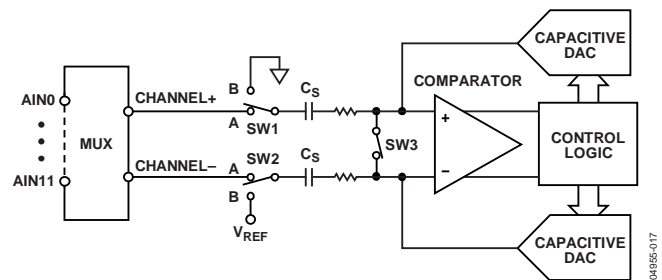 CAPACITIVE
DAC
COMPARATOR
B
AIN0
CHANNEL+
CS
A
SW1
+
MUX
SW3
CONTROL
LOGIC
CHANNEL–
A
SW2
CS
–
AIN11
B
VREF
CAPACITIVE
DAC
04955-017